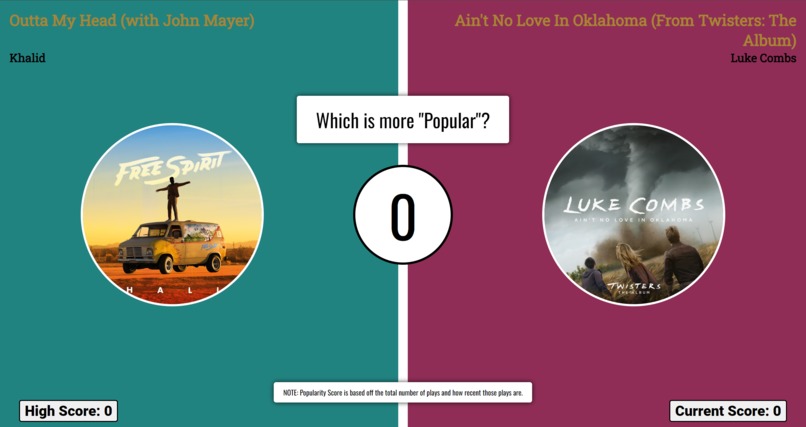 Outta My Head (with John Mayer)
Khalid
Ain't No Love In Oklahoma (From Twisters: The
Album)
Luke Combs
Which is more "Popular"?
0
FREE SPIRIT
H A L I
LUKE COMBS
AIN'T NO LOVE IN OKLAHOMA
TWISTERS
THE ALBUM
NOTE: Popularity Score is based off the total number of plays and how recent those plays are.
High Score: 0
Current Score: 0